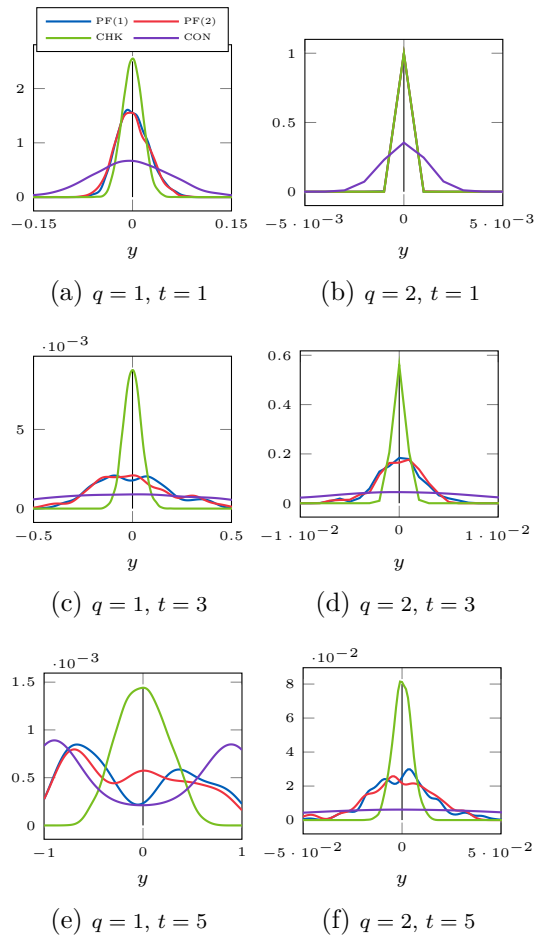 PF(1) PF(2)
CHK CON
2
1
0
−0.15 0 0.15
y
(a) q = 1, t = 1
1
0.5
0
−5 · 10−3 0 5 · 10−3
y
(b) q = 2, t = 1
·10−3
5
0
−0.5 0 0.5
y
(c) q = 1, t = 3
0.6
0.4
0.2
0
−1 · 10−2 0 1 · 10−2
y
(d) q = 2, t = 3
·10−3
1.5
1
0.5
0
−1 0 1
y
(e) q = 1, t = 5
·10−2
8
6
4
2
0
−5 · 10−2 0 5 · 10−2
y
(f) q = 2, t = 5